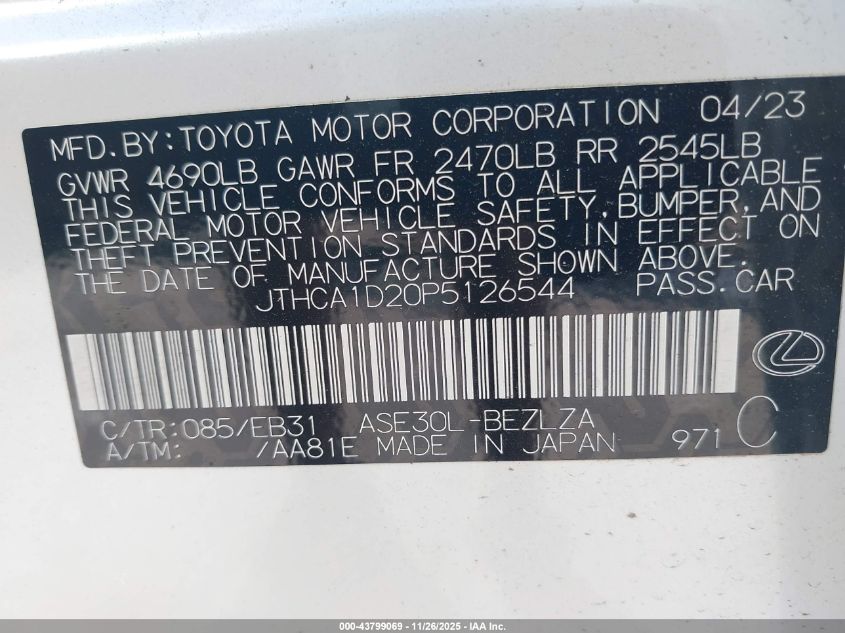 MFD.BY:TOYOTA MOTOR CORPORATION 04/23
GVWR 4690LB GAWR FR 2470LB RR 2545LB
THIS VEHICLE CONFORMS TO ALL APPLICABLE
FEDERAL MOTOR VEHICLE SAFETY,BUMPER,AND
THEFT PREVENTION STANDARDS IN EFFECT ON
THE DATE OF MANUFACTURE SHOWN ABOVE.
JTHCA1D20P5126544 PASS.CAR
C/TR:085/EB31 ASE30L-BEZLZA
A/TM: /AA81E MADE IN JAPAN 971 C
000-43799069 - 11/26/2025 - IAA Inc.